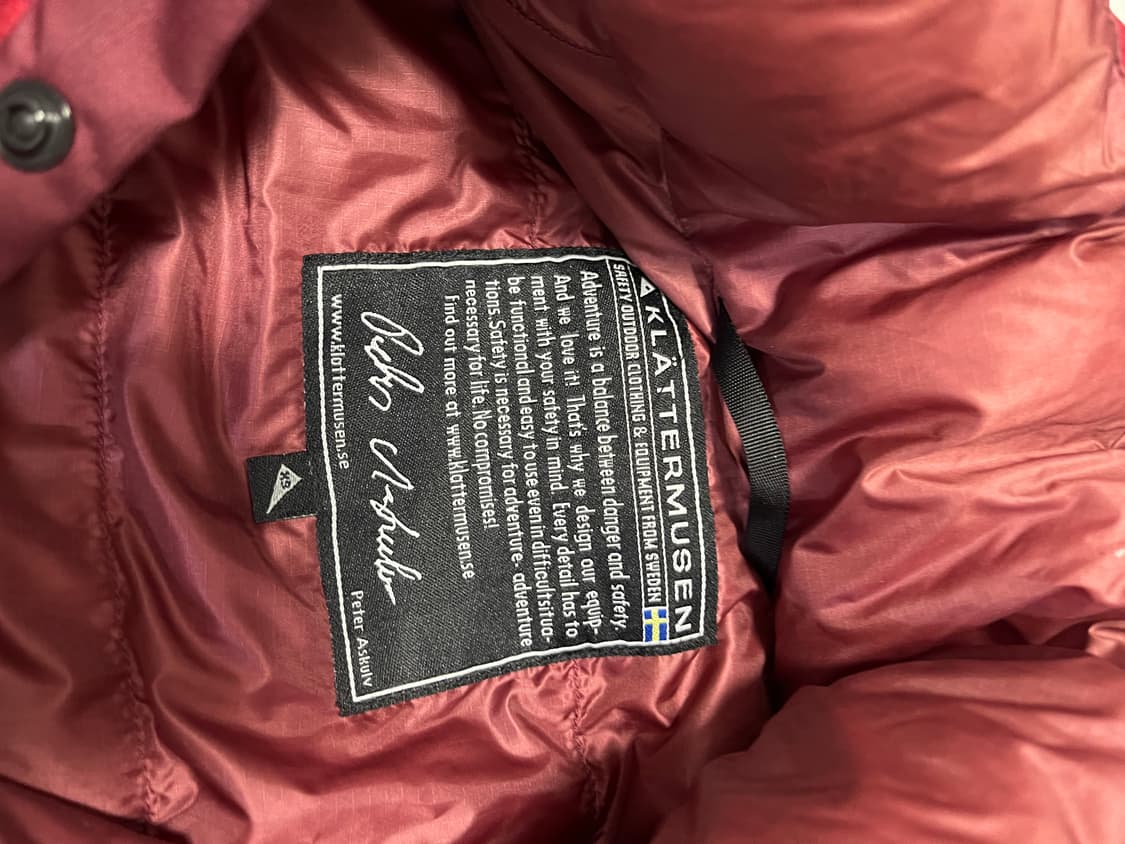 KLÄTTERMUSEN
SAFETY OUTDOOR CLOTHING & EQUIPMENT FROM SWEDEN
Adventure is a balance between danger and safety.
And we love it! That's why we design our equip-
ment with your safety in mind. Every detail has to
be functional and easy to use even in difficult situa-
tions. Safety is necessary for adventure- adventure
necessary for life. No compromises!
Find out more at www.klattermusen.se
Peter Askulv
www.klattermusen.se